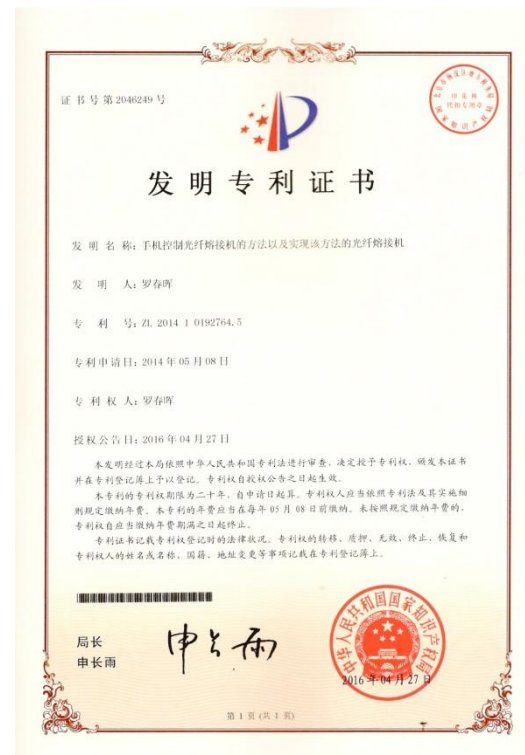 证书号第2046249号
发明专利证书
发 明 名 称：手机控制光纤熔接机的方法以及实现该方法的光纤熔接机
发 明 人：罗春晖
专 利 号：ZL 2014 1 0192764.5
专利申请日：2014年05月08日
专 利 权 人：罗春晖
授权公告日：2016年04月27日
本发明经过本局依照中华人民共和国专利法进行审查，决定授予专利权，颁发本证书
并在专利登记簿上予以登记。专利权自授权公告之日起生效。
本专利的专利权期限为二十年，自申请日起算。专利权人应当依照专利法及其实施细
则规定缴纳年费。本专利的年费应当在每年05月08日前缴纳。未按照规定缴纳年费的，
专利权自应当缴纳年费期满之日起终止。
专利证书记载专利权登记时的法律状况。专利权的转移、质押、无效、终止、恢复和
专利权人的姓名或名称、国籍、地址变更等事项记载在专利登记簿上。
局长
申长雨
申长雨
中华人民共和国国家知识产权局
2016年04月27日
第 1 页 (共 1 页)